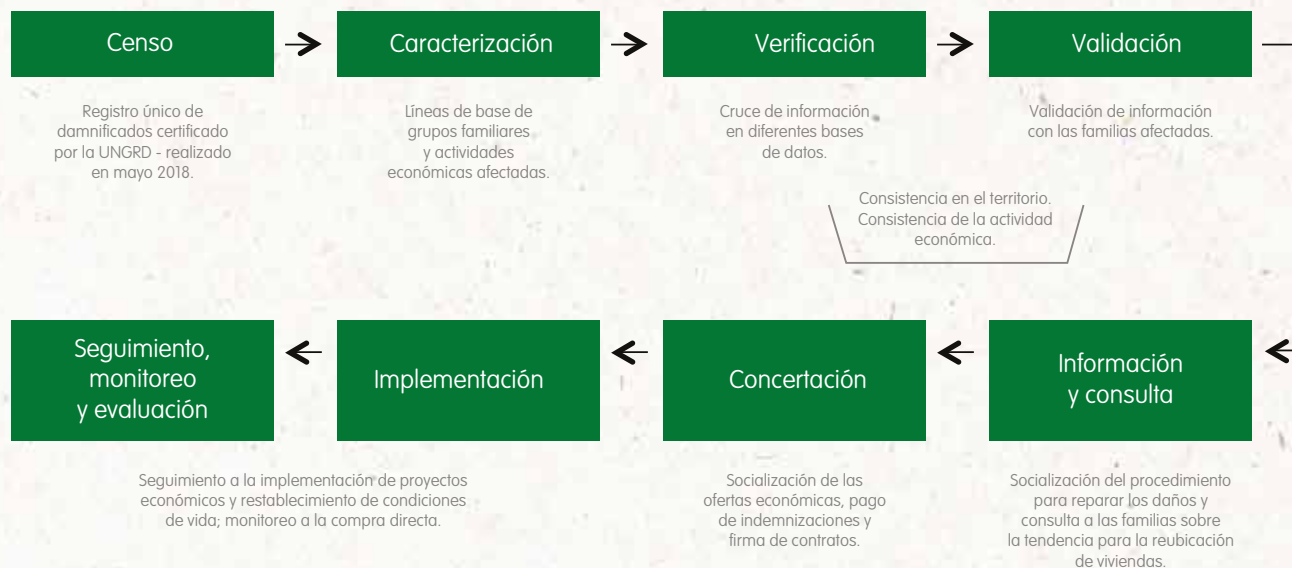 Censo
Registro único de
damnificados certificado
por la UNGRD - realizado
en mayo 2018.
Caracterización
Líneas de base de
grupos familiares
y actividades
económicas afectadas.
Verificación
Cruce de información
en diferentes bases
de datos.
Validación
Validación de información
con las familias afectadas.
Consistencia en el territorio.
Consistencia de la actividad
económica.
Información
y consulta
Socialización del procedimiento
para reparar los daños y
consulta a las familias sobre
la tendencia para la reubicación
de viviendas.
Concertación
Socialización de las
ofertas económicas, pago
de indemnizaciones y
firma de contratos.
Implementación
Seguimiento,
monitoreo
y evaluación
Seguimiento a la implementación de proyectos
económicos y restablecimiento de condiciones
de vida; monitoreo a la compra directa.